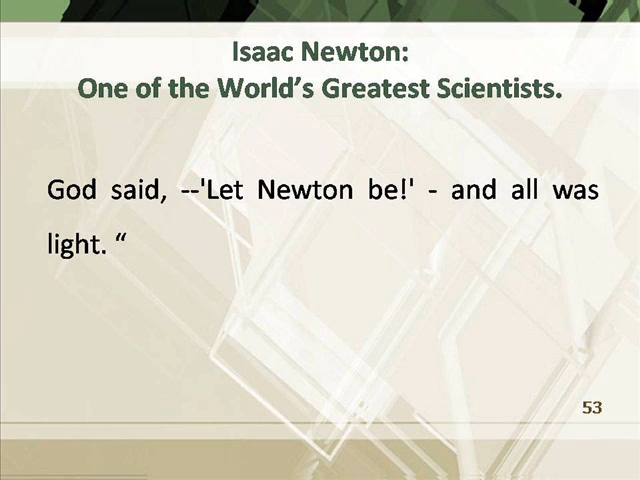 Isaac Newton:
One of the World’s Greatest Scientists.
God said, --'Let Newton be!' - and all was
light. “
53